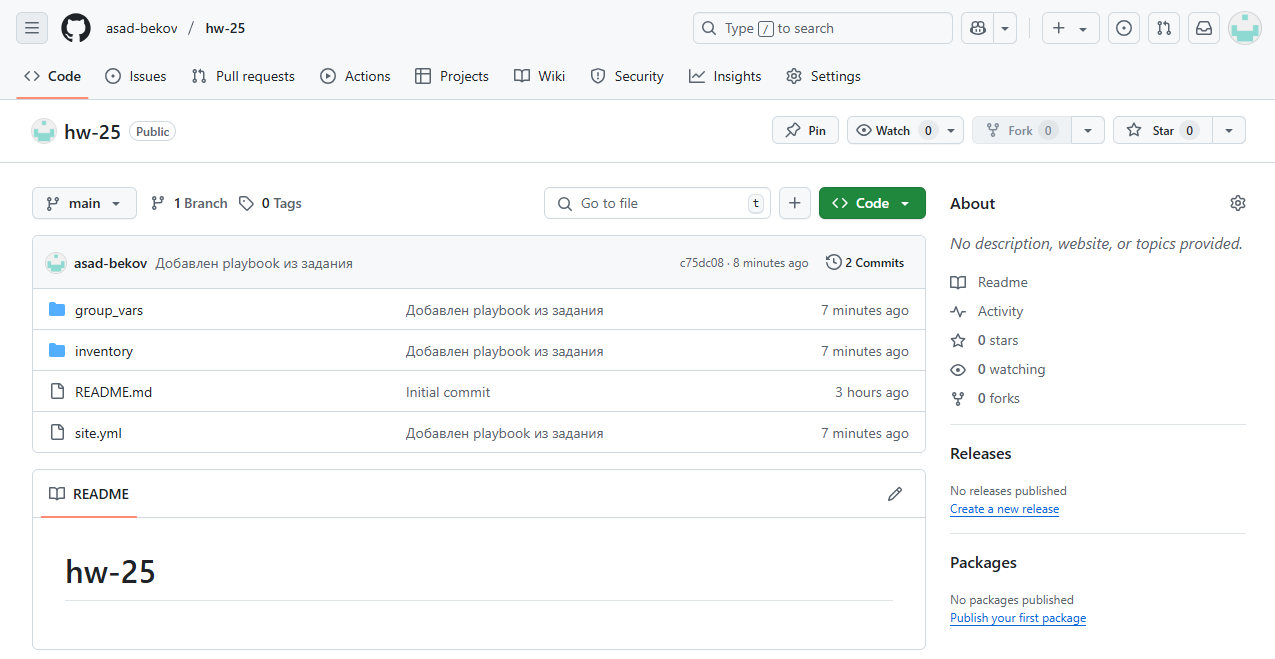 asad-bekov / hw-25
Type / to search
Code Issues Pull requests Actions Projects Wiki Security Insights Settings
hw-25 Public
Pin Watch 0 Fork 0 Star 0
main 1 Branch 0 Tags
Go to file t
Code
asad-bekov Добавлен playbook из задания c75dc08 · 8 minutes ago 2 Commits
group_vars Добавлен playbook из задания 7 minutes ago
inventory Добавлен playbook из задания 7 minutes ago
README.md Initial commit 3 hours ago
site.yml Добавлен playbook из задания 7 minutes ago
README
hw-25
About
No description, website, or topics provided.
Readme
Activity
0 stars
0 watching
0 forks
Releases
No releases published
Create a new release
Packages
No packages published
Publish your first package